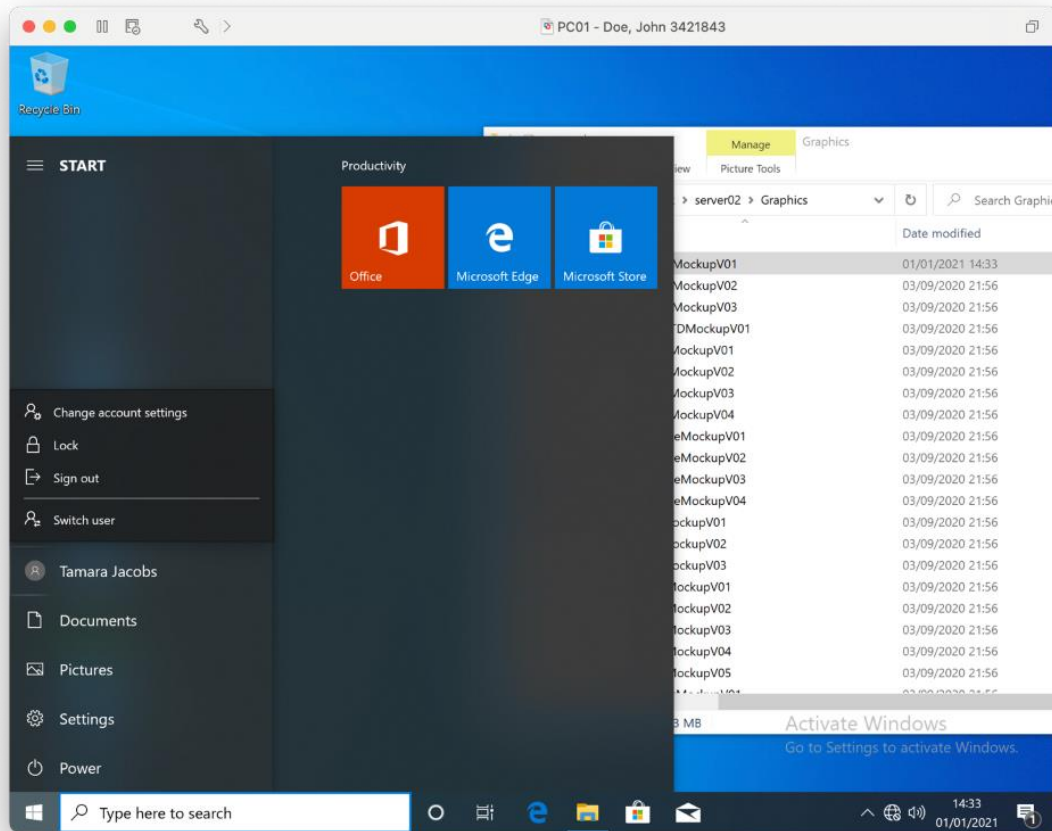 PC01 - Doe, John 3421843
Recycle Bin
START
Productivity
Office
Microsoft Edge
Microsoft Store
Change account settings
Lock
Sign out
Switch user
Tamara Jacobs
Documents
Pictures
Settings
Power
Type here to search
Manage
Graphics
Picture Tools
server02 > Graphics
Search
Date modified
MockupV01 01/01/2021 14:33
MockupV02 03/09/2020 21:56
MockupV03 03/09/2020 21:56
DMockupV01 03/09/2020 21:56
MockupV01 03/09/2020 21:56
MockupV02 03/09/2020 21:56
MockupV03 03/09/2020 21:56
MockupV04 03/09/2020 21:56
eMockupV01 03/09/2020 21:56
eMockupV02 03/09/2020 21:56
eMockupV03 03/09/2020 21:56
eMockupV04 03/09/2020 21:56
ockupV01 03/09/2020 21:56
ockupV02 03/09/2020 21:56
ockupV03 03/09/2020 21:56
lockupV01 03/09/2020 21:56
lockupV02 03/09/2020 21:56
lockupV03 03/09/2020 21:56
lockupV04 03/09/2020 21:56
lockupV05 03/09/2020 21:56
MB
Activate Windows
Go to Settings to activate Windows.
14:33
01/01/2021
1